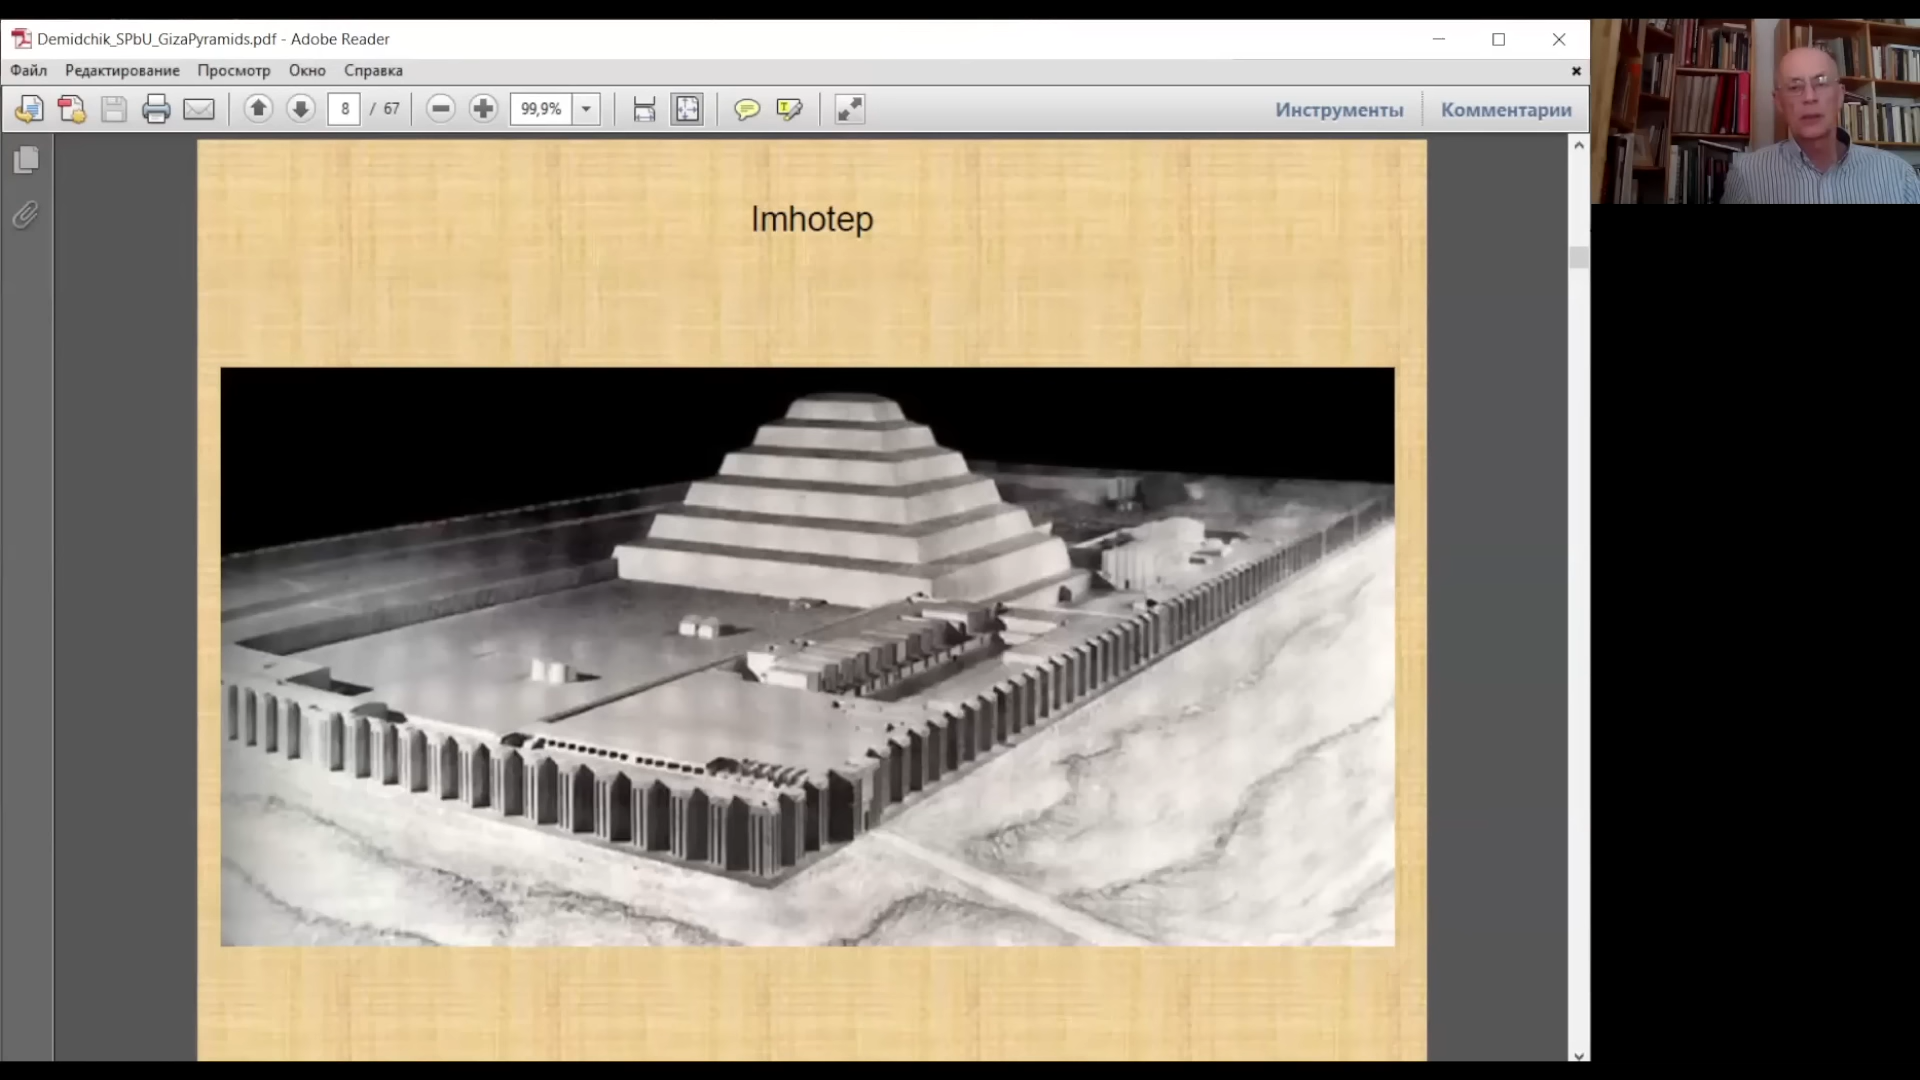 Demidchik_SPbU_GizaPyramids.pdf - Adobe Reader
Файл Редактирование Просмотр Окно Справка
8 / 67 99,9% Инструменты Комментарии
Imhotep